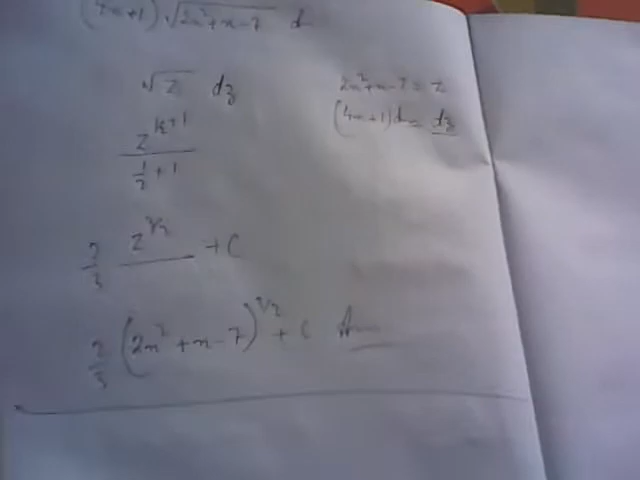 (4x+1) √2x²+x-7 d
√z dz 2x²+x-7 = z
z^½+1 (4x+1)dx = dz
½+1
2/3 z^3/2 + C
2/3 (2x²+x-7)^3/2 + C Ans